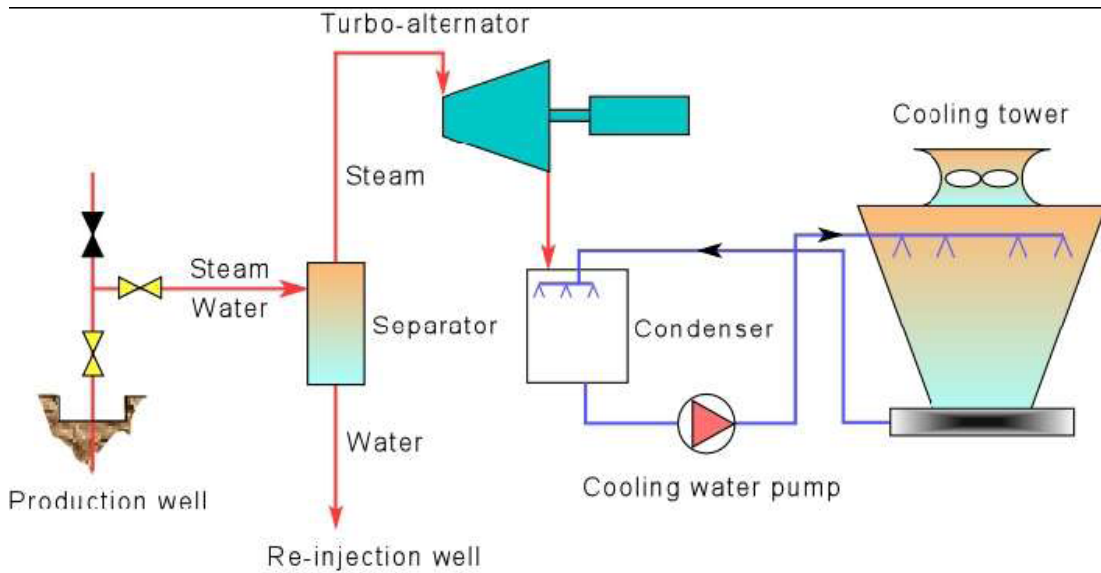 Turbo-alternator
Cooling tower
Steam
Steam
Water
Separator
Condenser
Water
Cooling water pump
Production well
Re-injection well